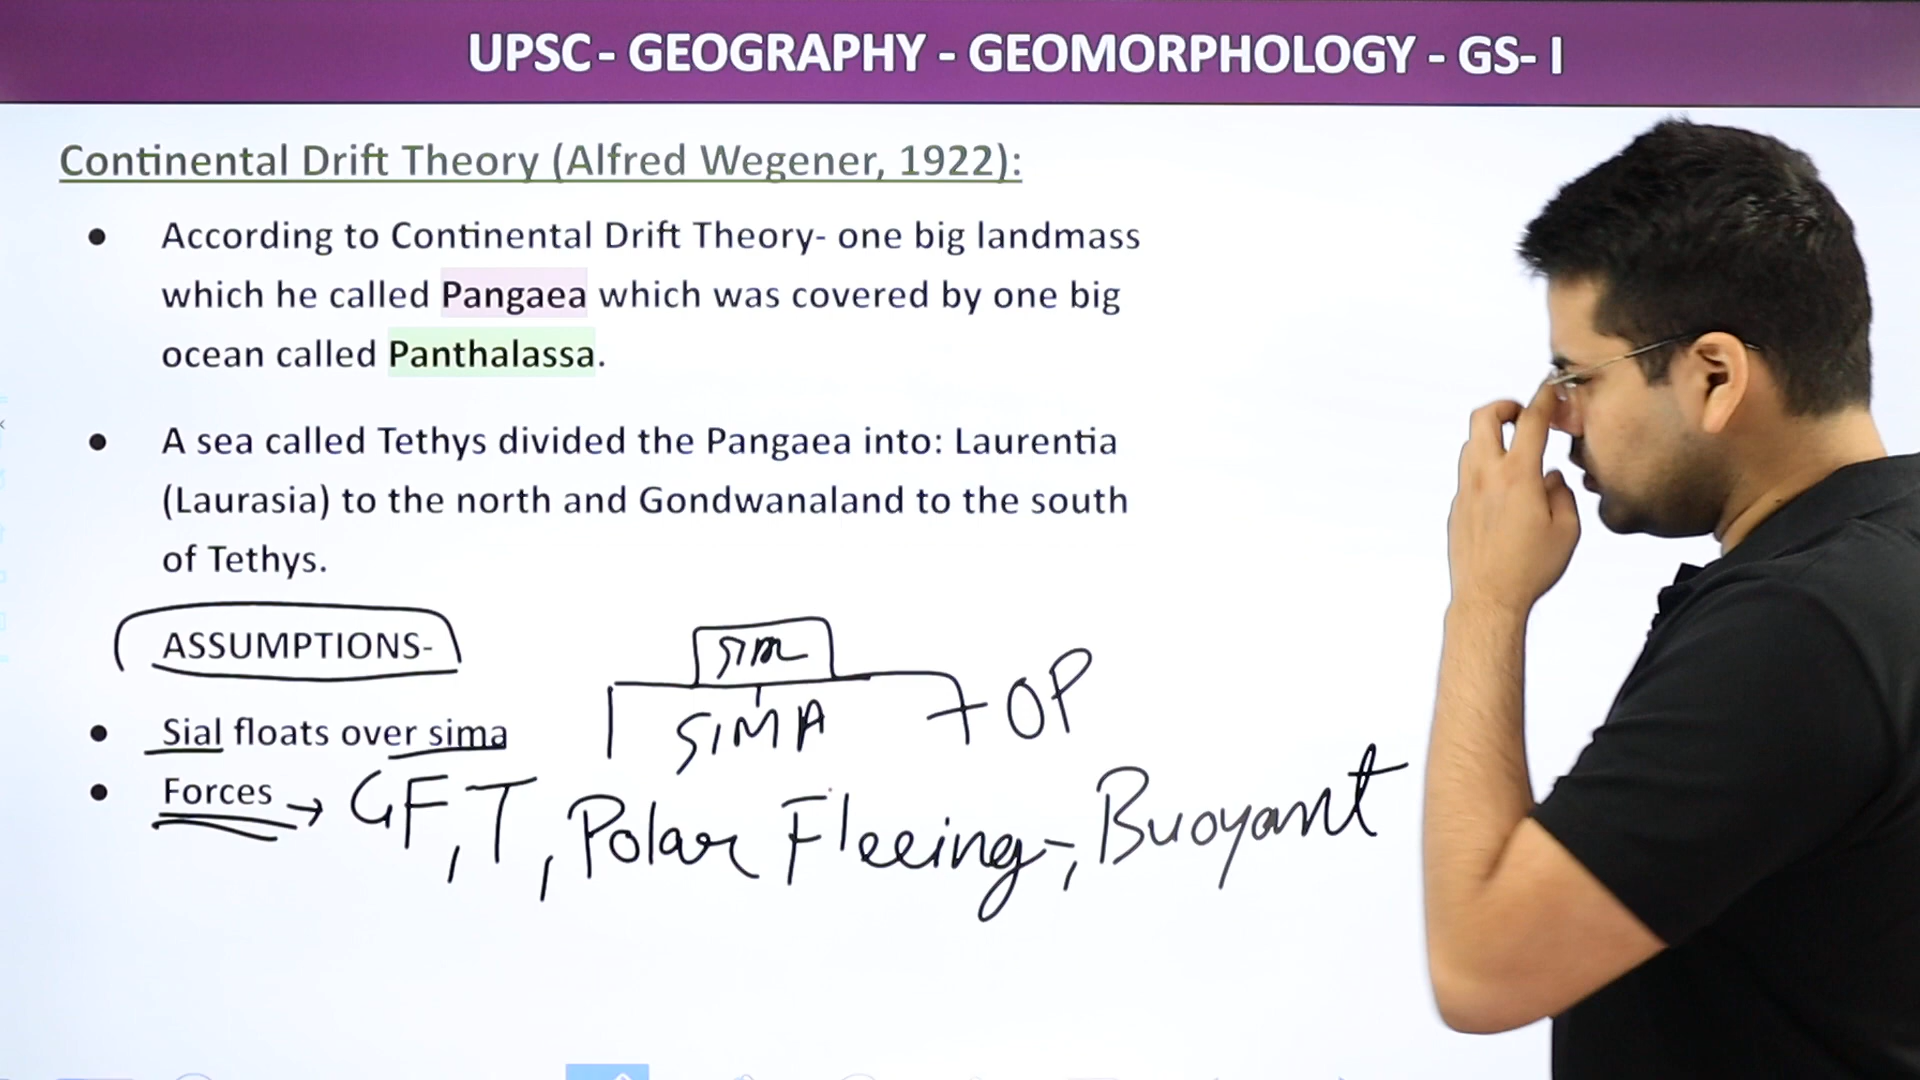 UPSC - GEOGRAPHY - GEOMORPHOLOGY - GS- I
Continental Drift Theory (Alfred Wegener, 1922):
● According to Continental Drift Theory- one big landmass
which he called Pangaea which was covered by one big
ocean called Panthalassa.
● A sea called Tethys divided the Pangaea into: Laurentia
(Laurasia) to the north and Gondwanaland to the south
of Tethys.
ASSUMPTIONS-
SIMA
OP
● Sial floats over sima
● Forces → GF, T, Polar Fleeing-, Buoyant